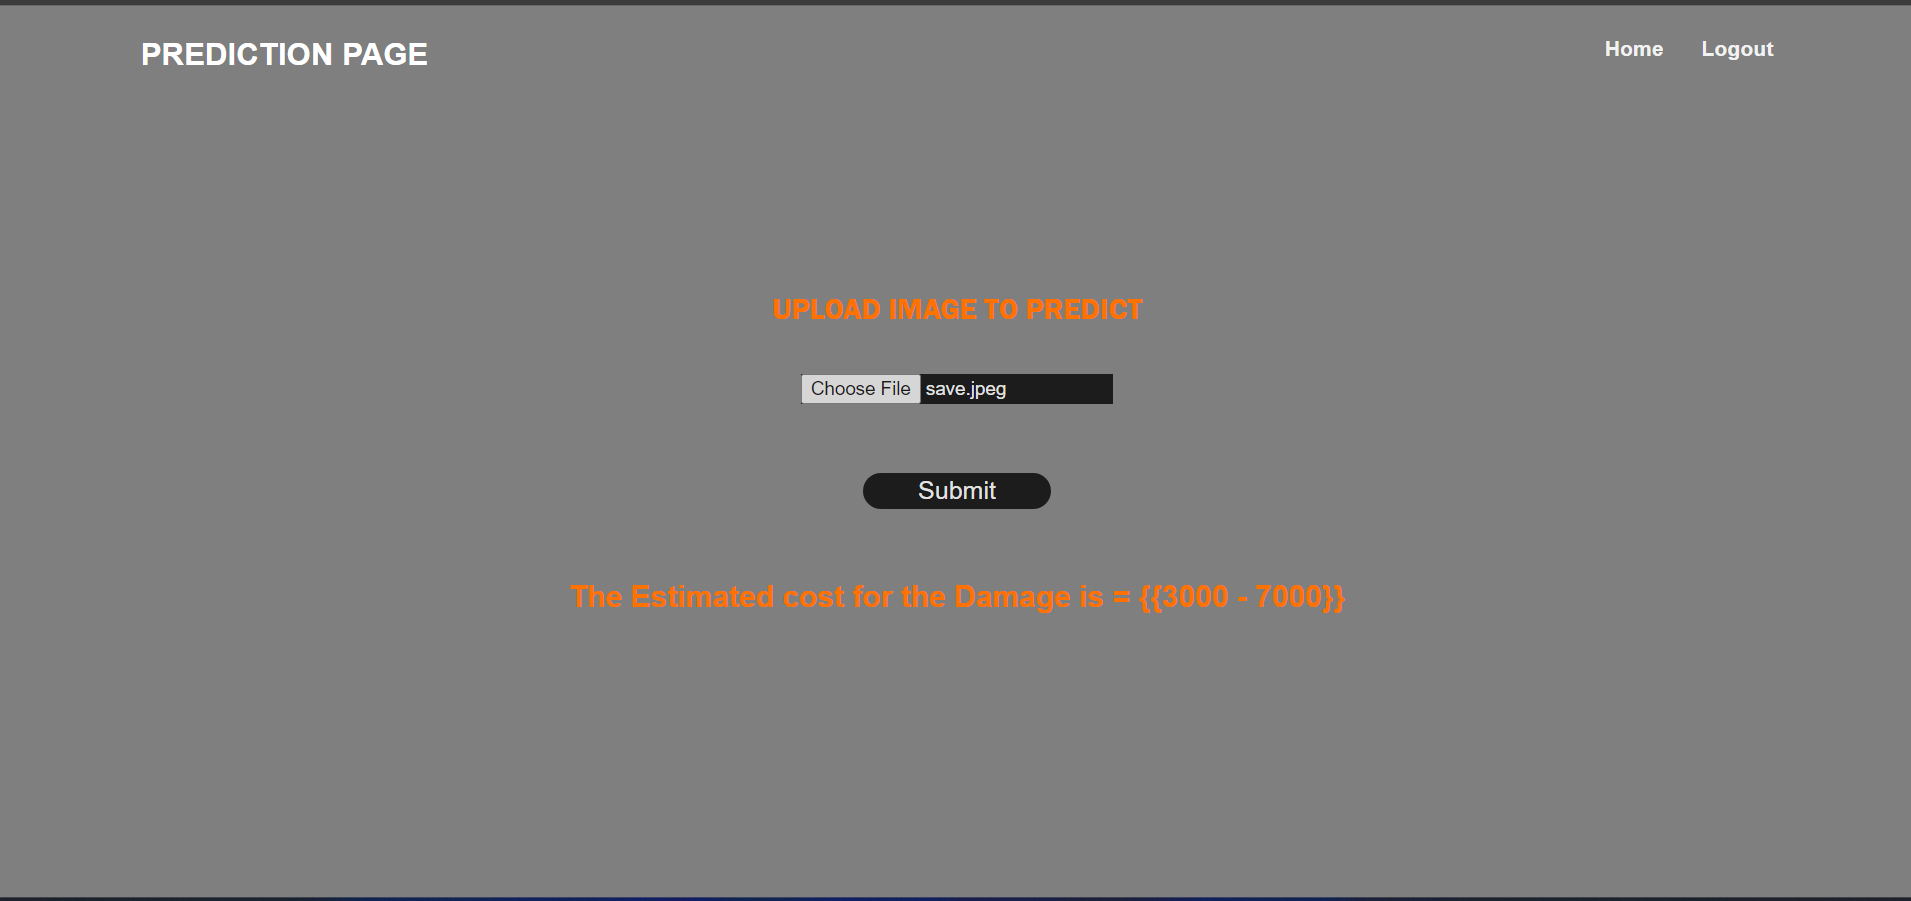 PREDICTION PAGE
Home
Logout
UPLOAD IMAGE TO PREDICT
Choose File save.jpeg
Submit
The Estimated cost for the Damage is = {{3000 - 7000}}